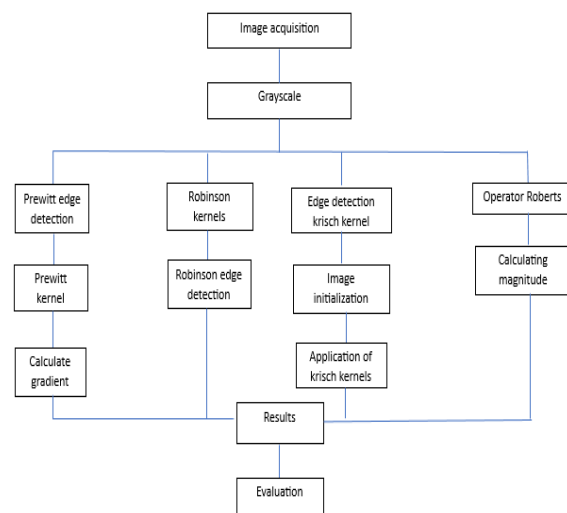 Image acquisition
Grayscale
Prewitt edge
detection
Prewitt
kernel
Calculate
gradient
Robinson
kernels
Robinson edge
detection
Edge detection
krisch kernel
Image
initialization
Application of
krisch kernels
Operator Roberts
Calculating
magnitude
Results
Evaluation